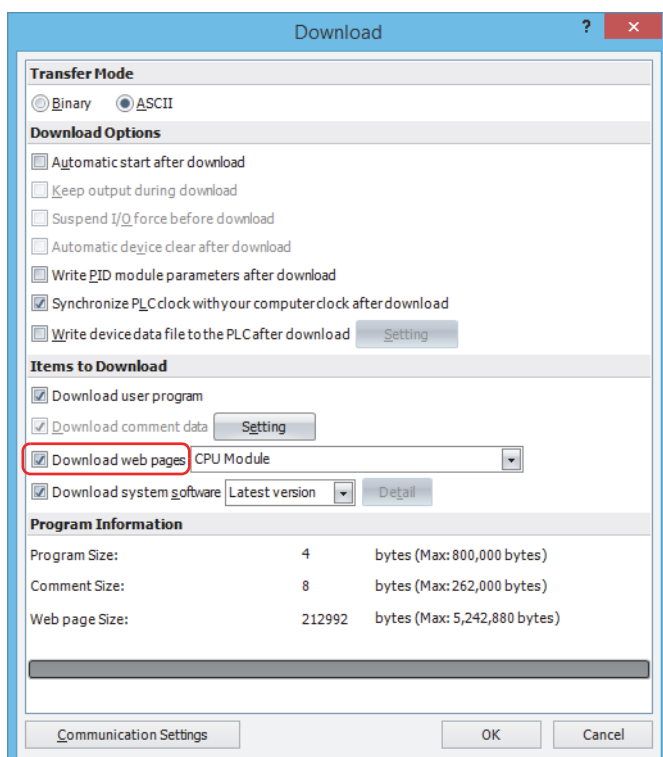 Download ? ×
Transfer Mode
Binary ASCII
Download Options
Automatic start after download
Keep output during download
Suspend I/O force before download
Automatic device clear after download
Write PID module parameters after download
Synchronize PLC clock with your computer clock after download
Write device data file to the PLC after download Setting
Items to Download
Download user program
Download comment data Setting
Download web pages CPU Module
Download system software Latest version Detail
Program Information
Program Size: 4 bytes (Max: 800,000 bytes)
Comment Size: 8 bytes (Max: 262,000 bytes)
Web page Size: 212992 bytes (Max: 5,242,880 bytes)
Communication Settings OK Cancel